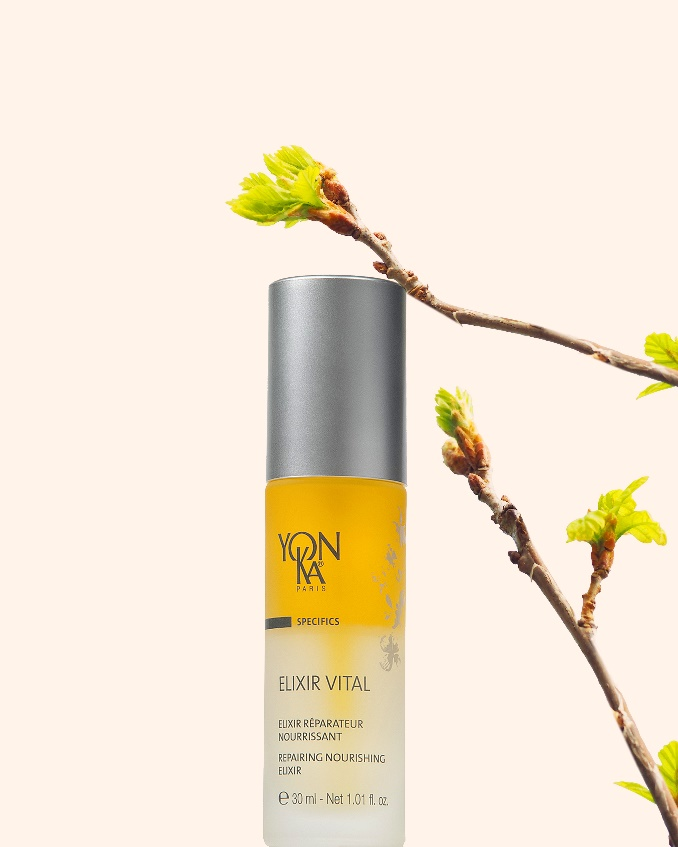 YON
KA®
PARIS
SPECIFICS
ELIXIR VITAL
ELIXIR RÉPARATEUR
NOURRISSANT
REPAIRING NOURISHING
ELIXIR
℮ 30 ml - Net 1.01 fl. oz.